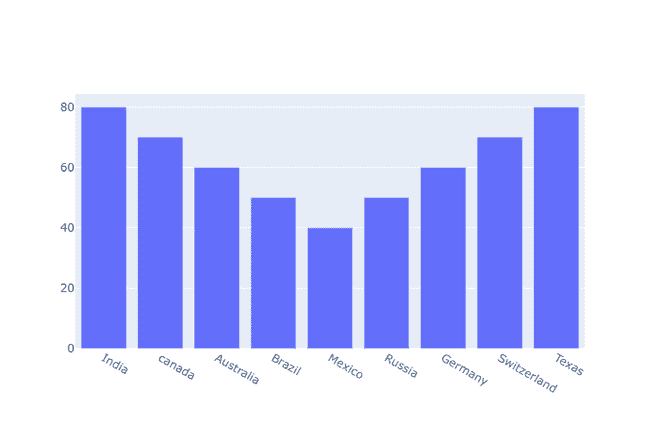 80
60
40
20
0
India
canada
Australia
Brazil
Mexico
Russia
Germany
Switzerland
Texas